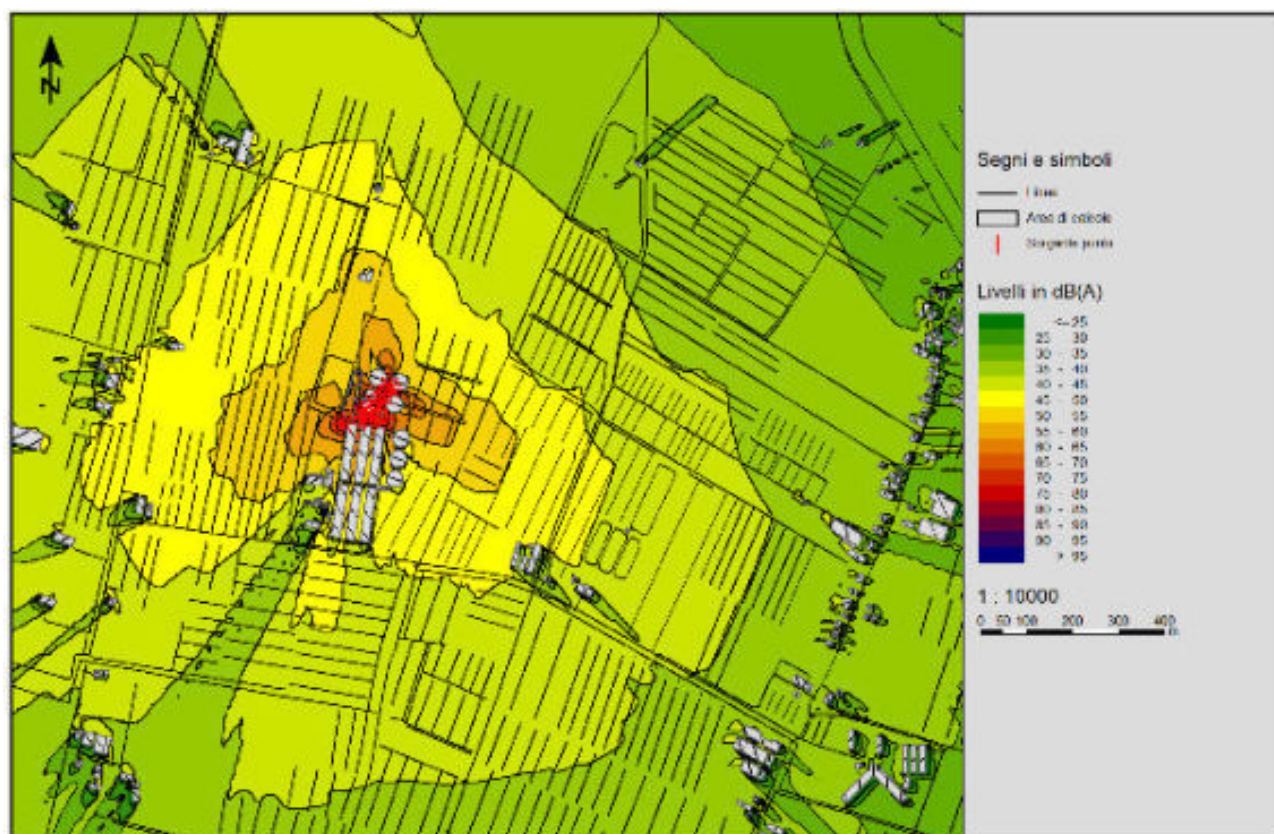 N
Segni e simboli
Area di calcolo
Sorgente punto
Livelli in dB(A)
<= 25
25 - 30
30 - 35
35 - 40
40 - 45
45 - 50
50 - 55
55 - 60
60 - 65
65 - 70
70 - 75
75 - 80
80 - 85
85 - 90
90 - 95
> 95
1 : 10000
0 50 100 200 300 400
m